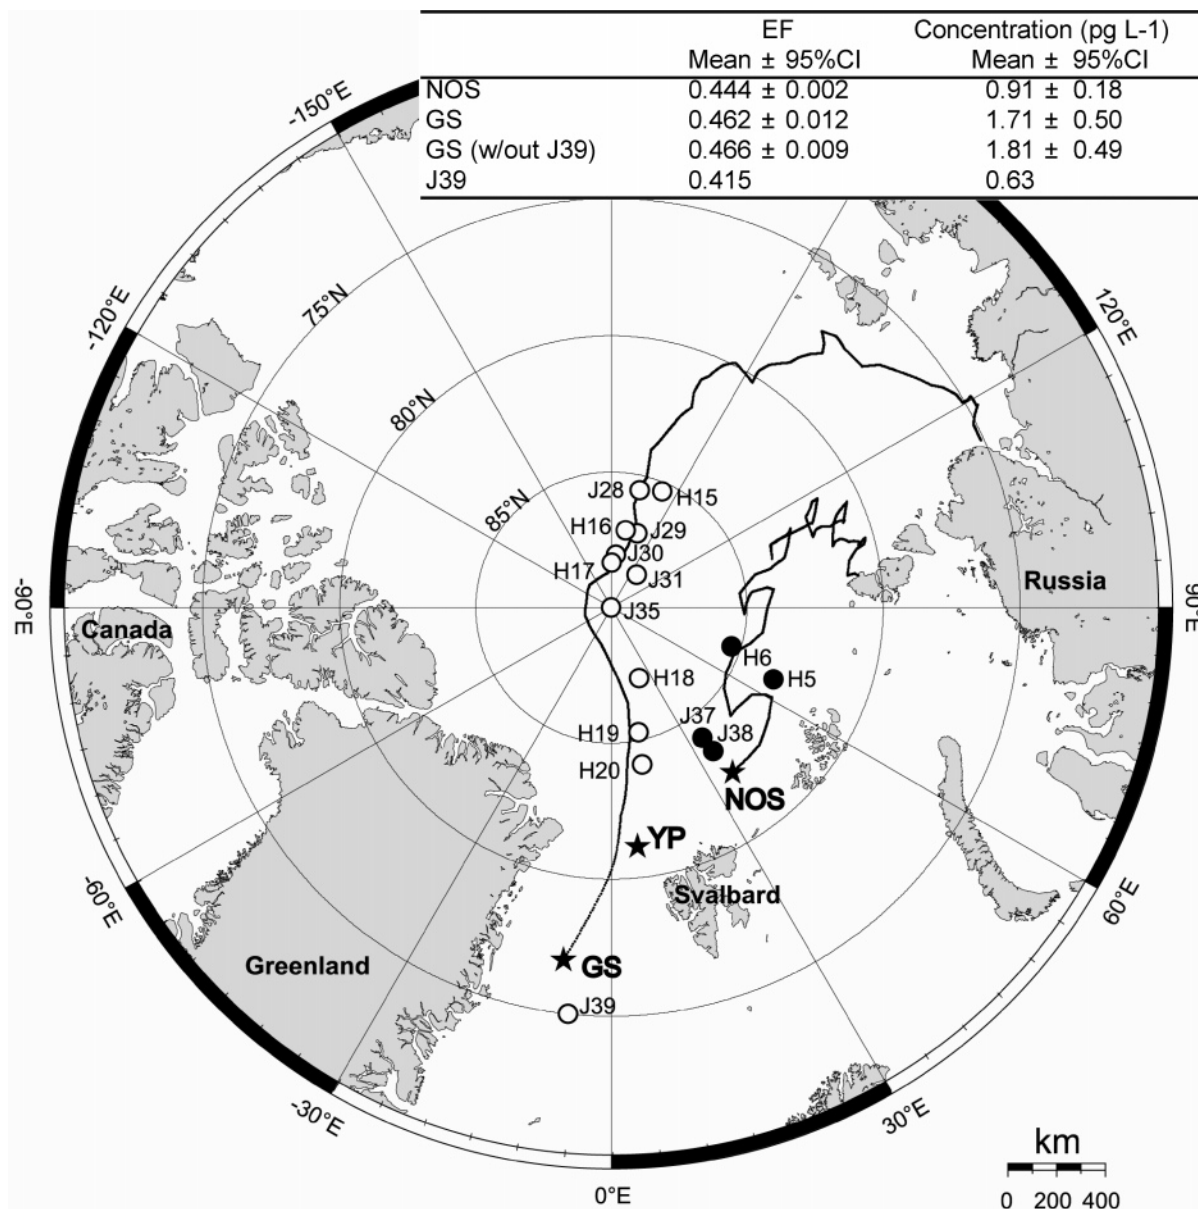 EF Concentration (pg L-1)
Mean ± 95%CI Mean ± 95%CI
NOS 0.444 ± 0.002 0.91 ± 0.18
GS 0.462 ± 0.012 1.71 ± 0.50
GS (w/out J39) 0.466 ± 0.009 1.81 ± 0.49
J39 0.415 0.63
-150°E
-120°E
75°N
120°E
80°N
85°N
J28
H15
H16
J29
J30
H17
J31
-90°E
Canada
J35
Russia
90°E
H6
H18
H5
J37
H19
J38
H20
NOS
YP
-60°E
Svalbard
60°E
Greenland
GS
J39
-30°E
30°E
km
0°E
0 200 400